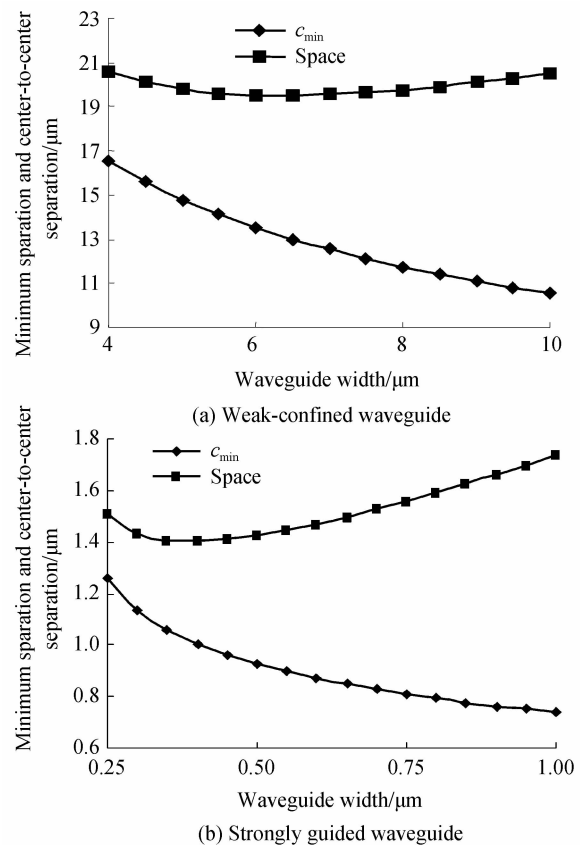 23
21
19
17
15
13
11
9
Minimum sparation and center-to-center
separation/μm
c_min
Space
4
6
8
10
Waveguide width/μm
(a) Weak-confined waveguide
1.8
1.6
1.4
1.2
1.0
0.8
0.6
Minimum sparation and center-to-center
separation/μm
c_min
Space
0.25
0.50
0.75
1.00
Waveguide width/μm
(b) Strongly guided waveguide